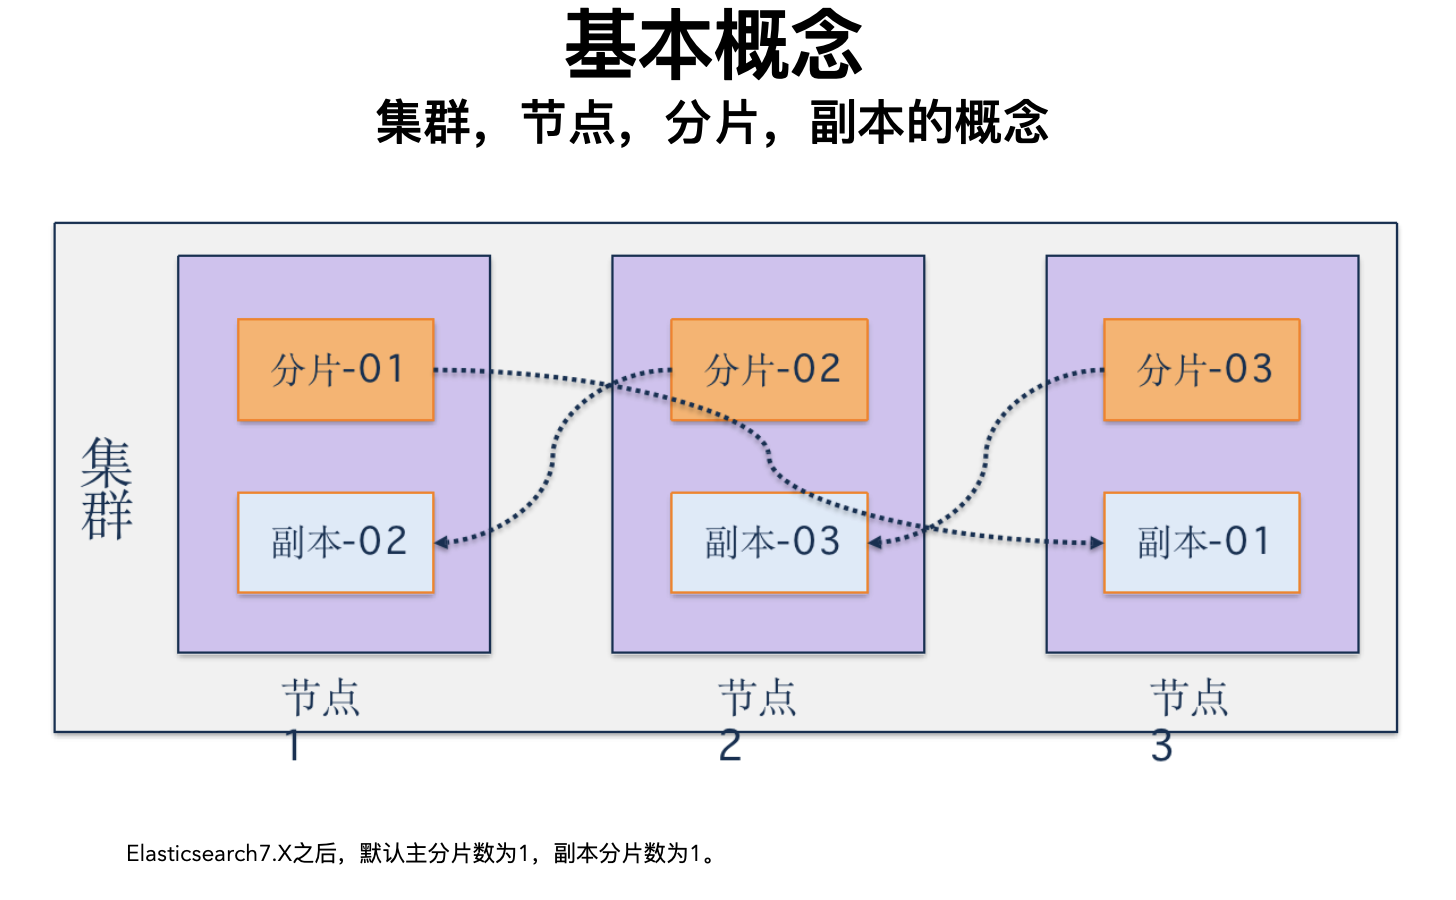 基本概念
集群，节点，分片，副本的概念
集
群
分片-01
分片-02
分片-03
副本-02
副本-03
副本-01
节点
1
节点
2
节点
3
Elasticsearch7.X之后，默认主分片数为1，副本分片数为1。